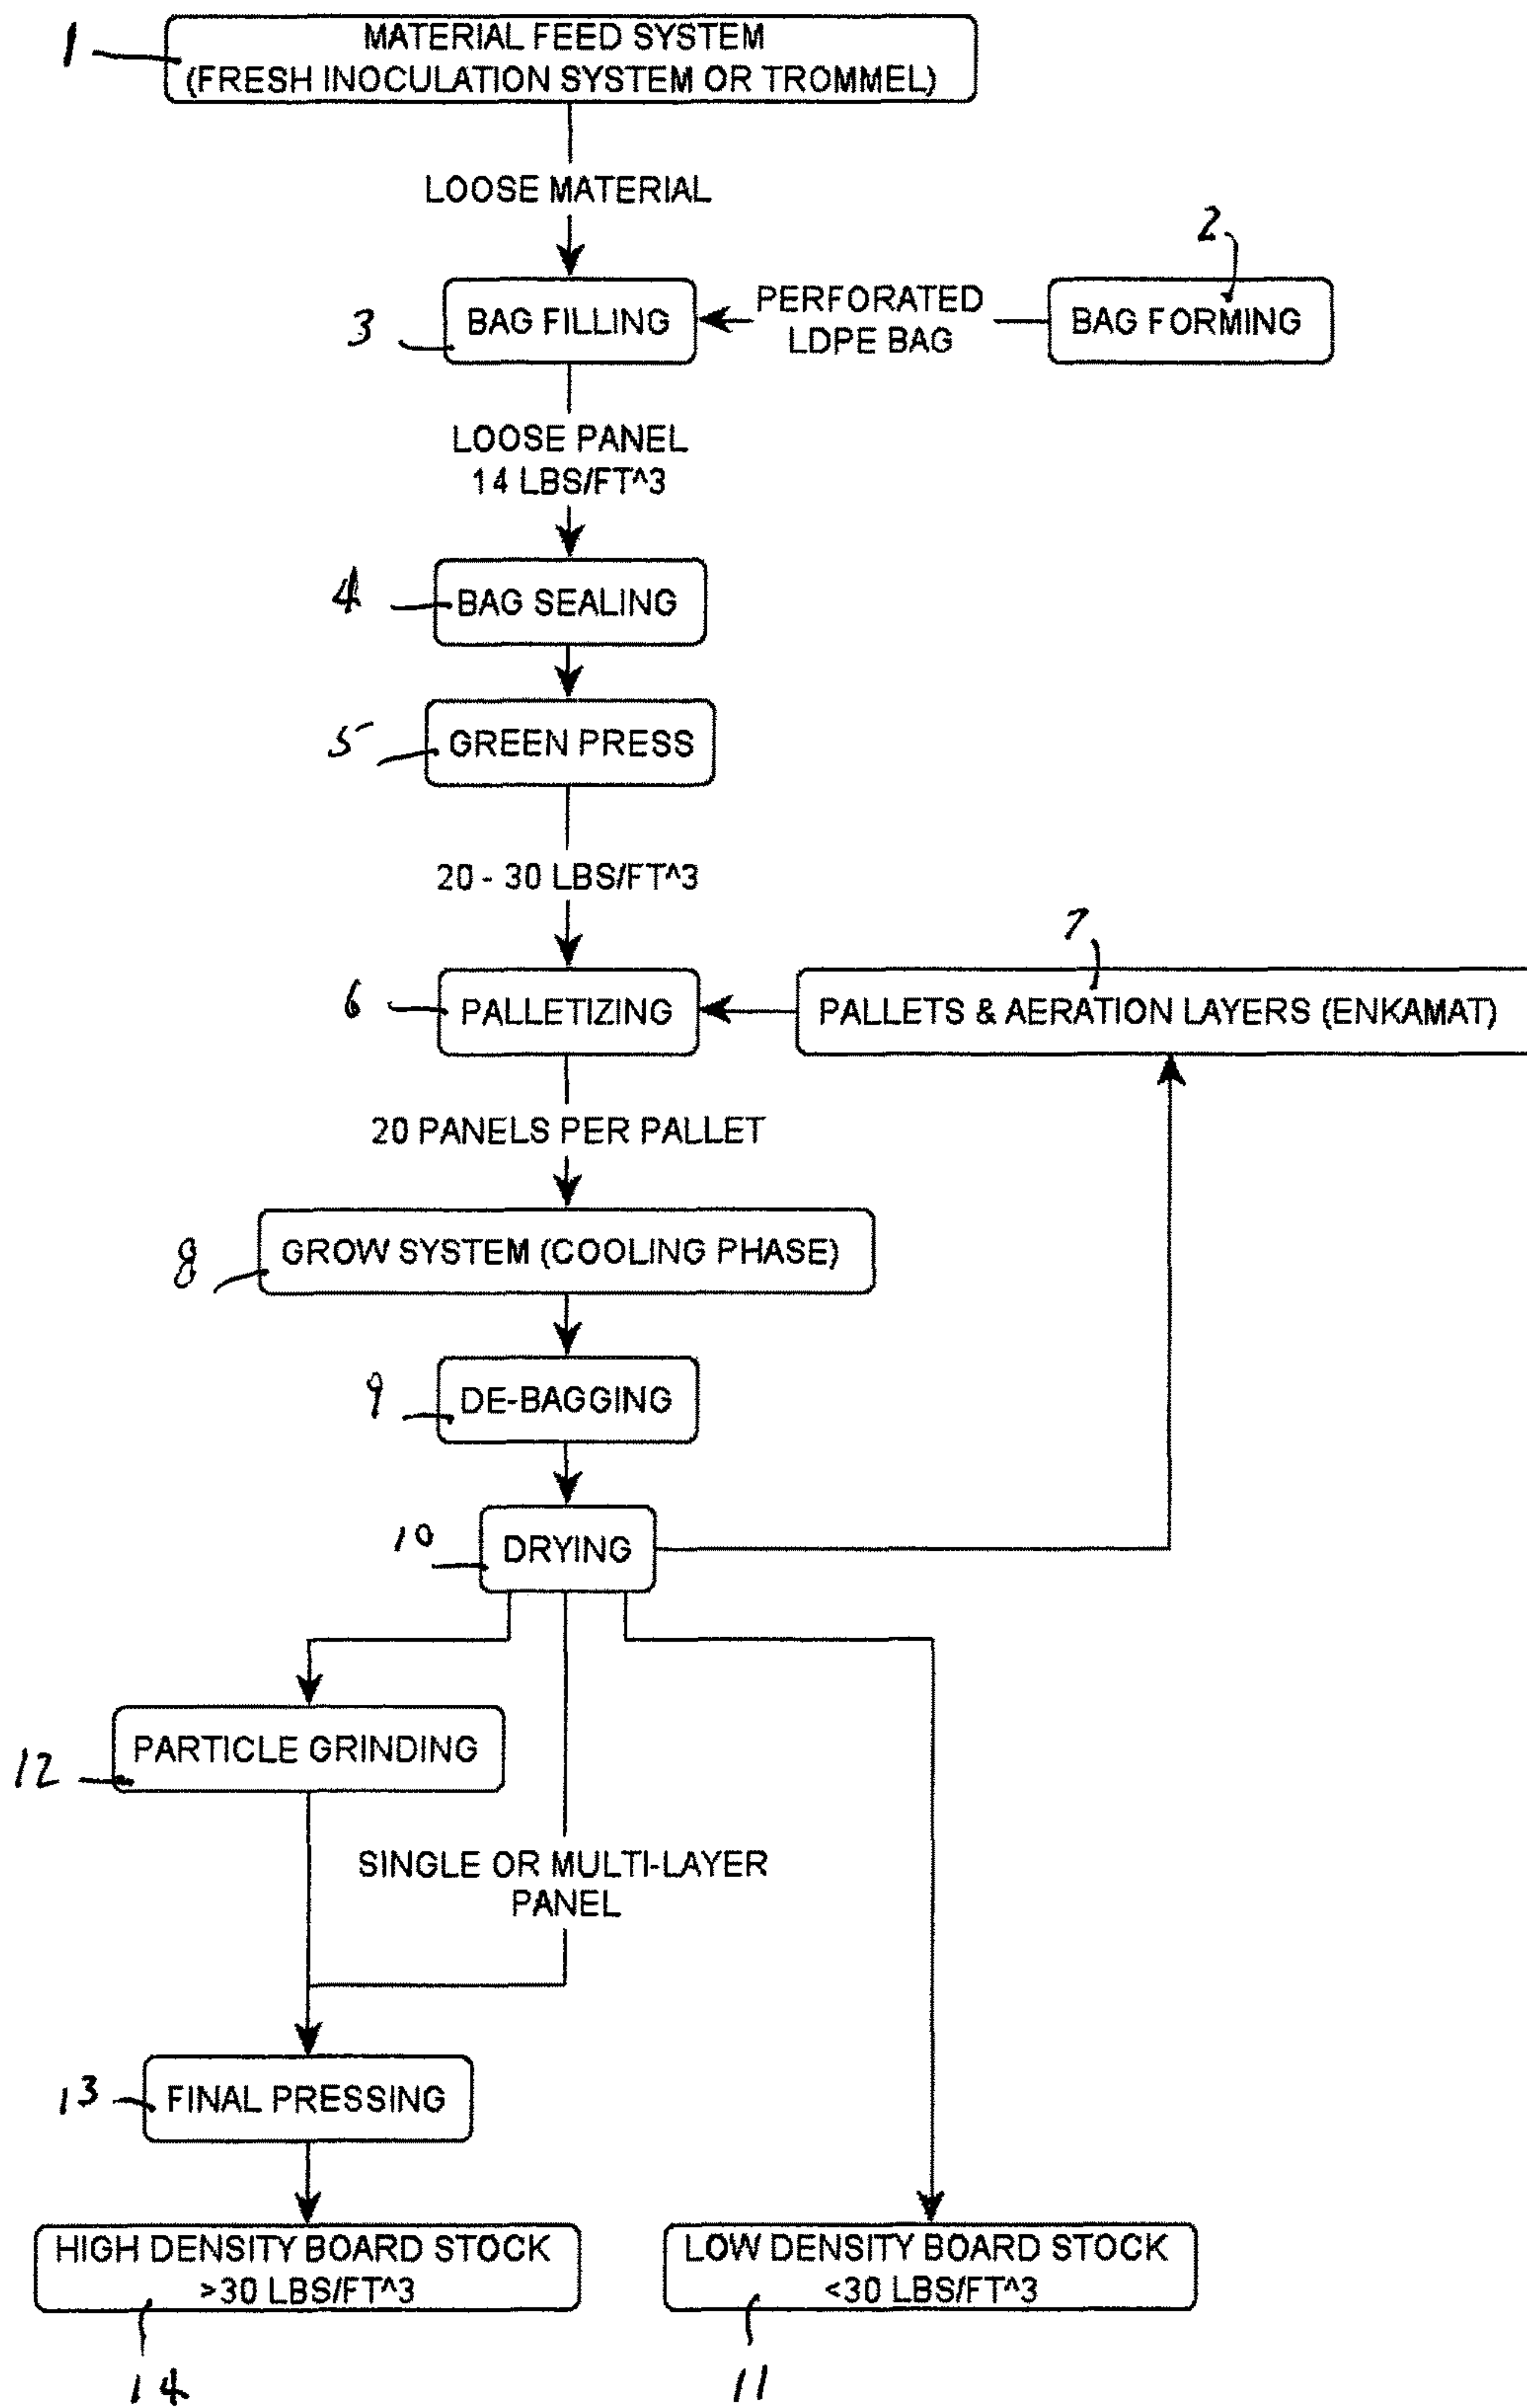 1
MATERIAL FEED SYSTEM
(FRESH INOCULATION SYSTEM OR TROMMEL)
LOOSE MATERIAL
2
3
BAG FILLING
PERFORATED
LDPE BAG
BAG FORMING
LOOSE PANEL
14 LBS/FT^3
4
BAG SEALING
5
GREEN PRESS
20 - 30 LBS/FT^3
7
6
PALLETIZING
PALLETS & AERATION LAYERS (ENKAMAT)
20 PANELS PER PALLET
8
GROW SYSTEM (COOLING PHASE)
9
DE-BAGGING
10
DRYING
12
PARTICLE GRINDING
SINGLE OR MULTI-LAYER
PANEL
13
FINAL PRESSING
HIGH DENSITY BOARD STOCK
>30 LBS/FT^3
LOW DENSITY BOARD STOCK
<30 LBS/FT^3
14
11